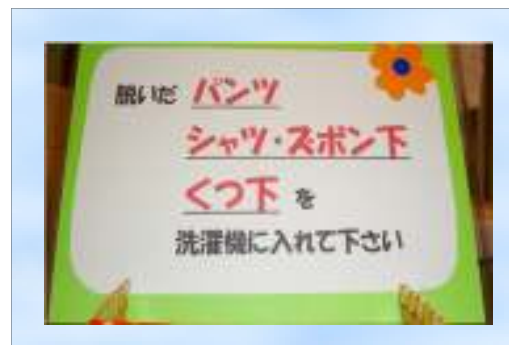 脱いだ パンツ
シャツ・ズボン下
くつ下 を
洗濯機に入れて下さい